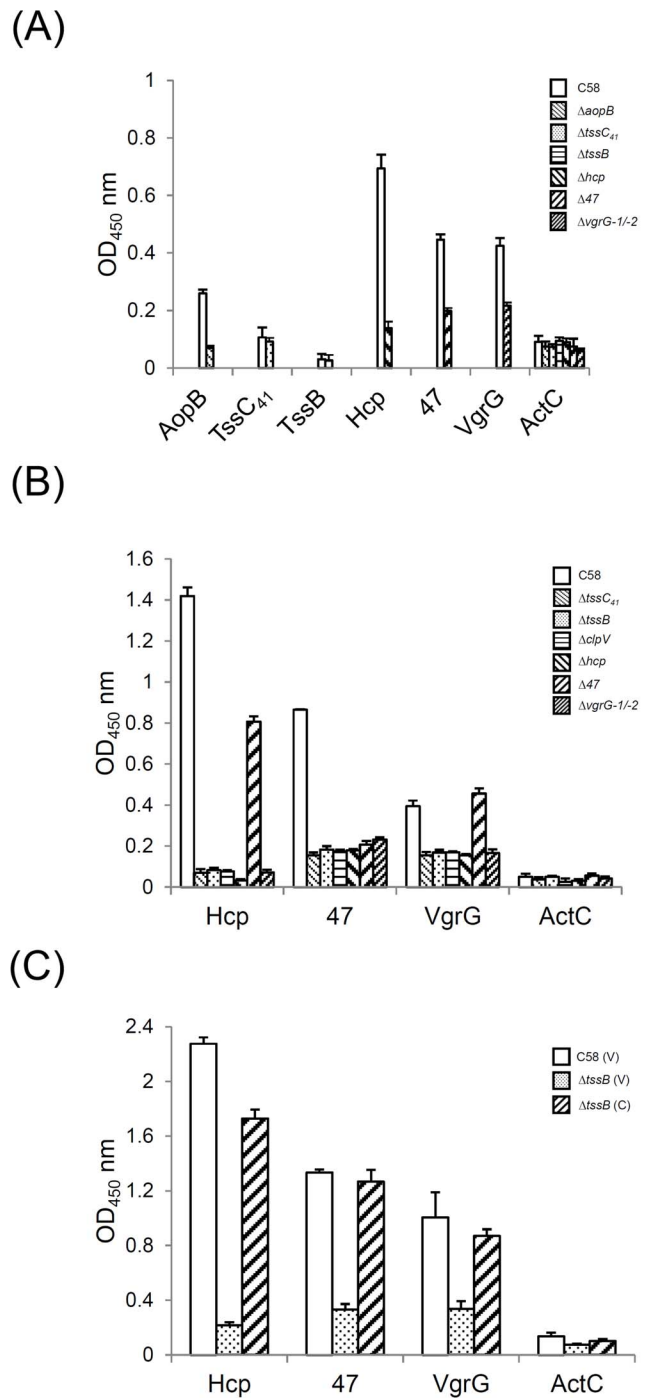 (A)
1
0.8
0.6
0.4
0.2
0
OD450 nm
C58
ΔaopB
ΔtssC41
ΔtssB
Δhcp
Δ47
ΔvgrG-1/-2
AopB
TssC41
TssB
Hcp
47
VgrG
ActC
(B)
1.6
1.4
1.2
1
0.8
0.6
0.4
0.2
0
OD450 nm
C58
ΔtssC41
ΔtssB
ΔclpV
Δhcp
Δ47
ΔvgrG-1/-2
Hcp
47
VgrG
ActC
(C)
2.4
2
1.6
1.2
0.8
0.4
0
OD450 nm
C58 (V)
ΔtssB (V)
ΔtssB (C)
Hcp
47
VgrG
ActC